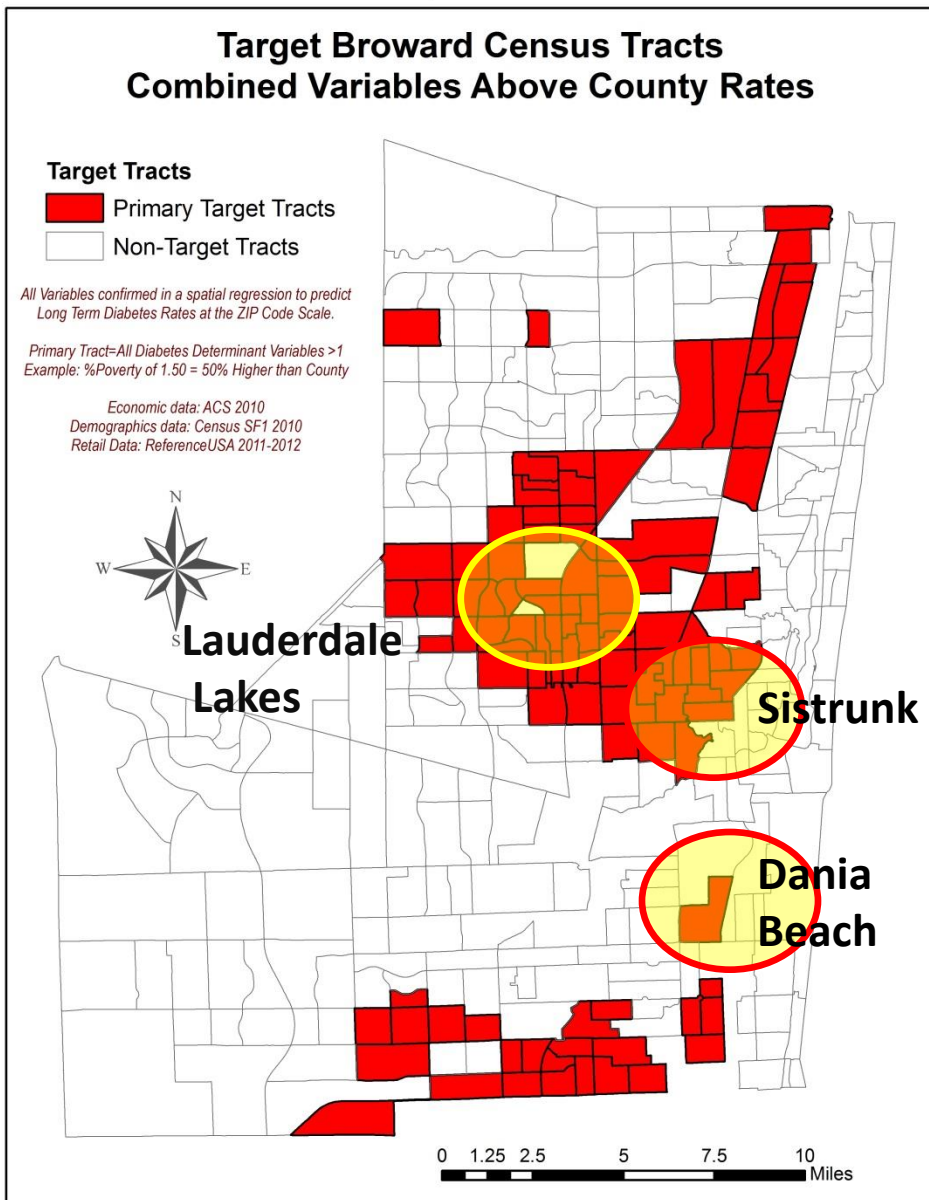 Target Broward Census Tracts
Combined Variables Above County Rates
Target Tracts
Primary Target Tracts
Non-Target Tracts
All Variables confirmed in a spatial regression to predict
Long Term Diabetes Rates at the ZIP Code Scale.
Primary Tract=All Diabetes Determinant Variables >1
Example: %Poverty of 1.50 = 50% Higher than County
Economic data: ACS 2010
Demographics data: Census SF1 2010
Retail Data: ReferenceUSA 2011-2012
N
W E
S
Lauderdale
Lakes
Sistrunk
Dania
Beach
0 1.25 2.5 5 7.5 10
Miles